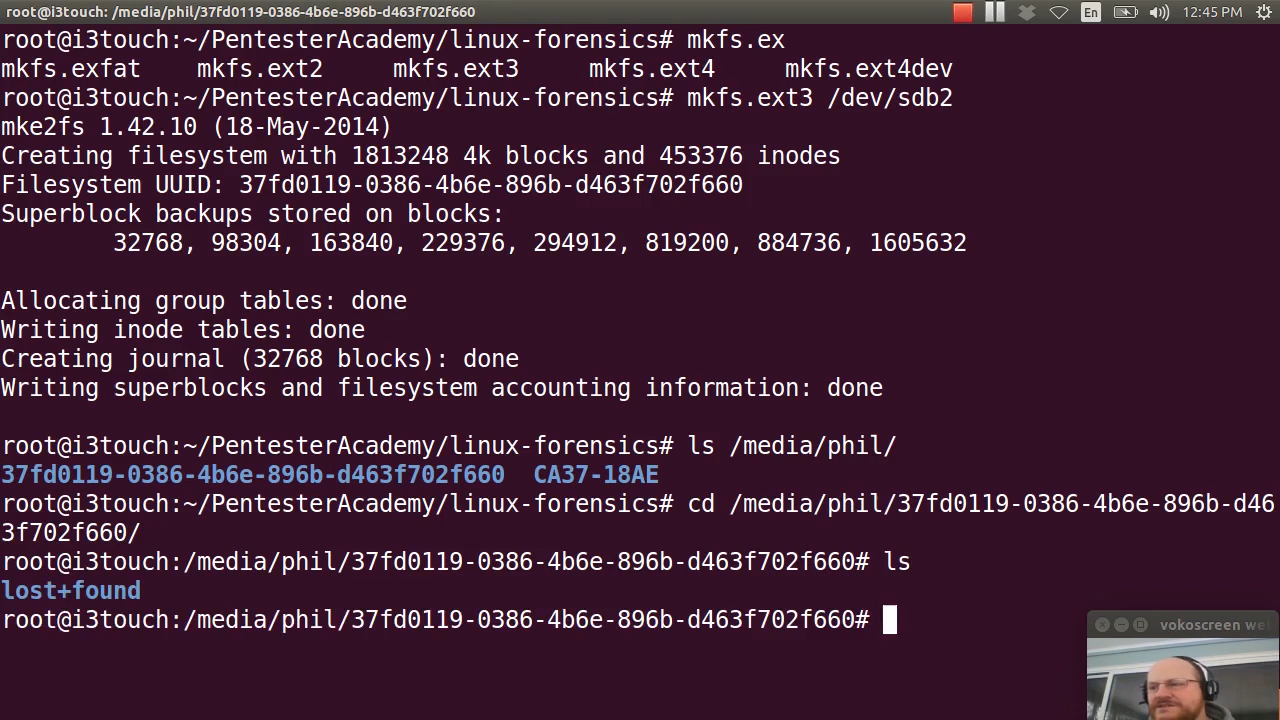 root@i3touch: /media/phil/37fd0119-0386-4b6e-896b-d463f702f660
En
12:45 PM
root@i3touch:~/PentesterAcademy/linux-forensics# mkfs.ex
mkfs.exfat    mkfs.ext2     mkfs.ext3     mkfs.ext4     mkfs.ext4dev
root@i3touch:~/PentesterAcademy/linux-forensics# mkfs.ext3 /dev/sdb2
mke2fs 1.42.10 (18-May-2014)
Creating filesystem with 1813248 4k blocks and 453376 inodes
Filesystem UUID: 37fd0119-0386-4b6e-896b-d463f702f660
Superblock backups stored on blocks:
        32768, 98304, 163840, 229376, 294912, 819200, 884736, 1605632
Allocating group tables: done
Writing inode tables: done
Creating journal (32768 blocks): done
Writing superblocks and filesystem accounting information: done
root@i3touch:~/PentesterAcademy/linux-forensics# ls /media/phil/
37fd0119-0386-4b6e-896b-d463f702f660  CA37-18AE
root@i3touch:~/PentesterAcademy/linux-forensics# cd /media/phil/37fd0119-0386-4b6e-896b-d46
3f702f660/
root@i3touch:/media/phil/37fd0119-0386-4b6e-896b-d463f702f660# ls
lost+found
root@i3touch:/media/phil/37fd0119-0386-4b6e-896b-d463f702f660#
vokoscreen we